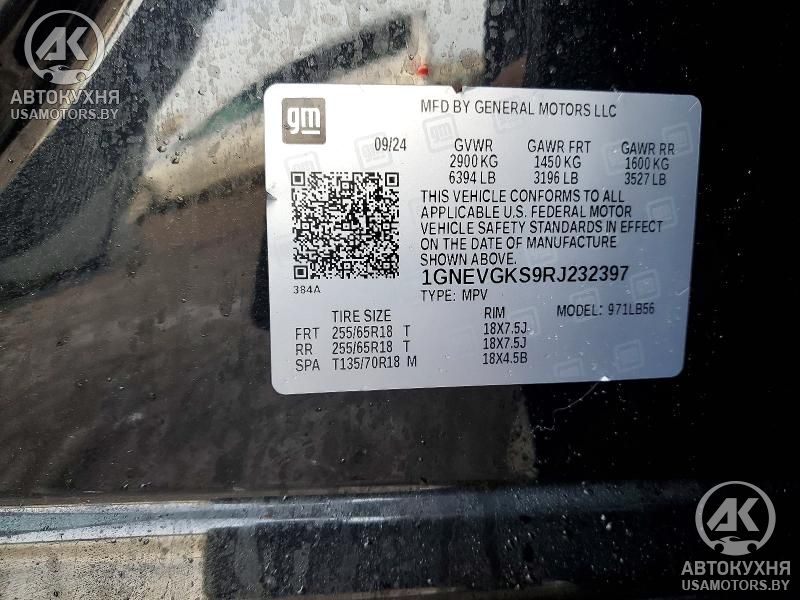 AK
АВТОКУХНЯ
USAMOTORS.BY
gm
MFD BY GENERAL MOTORS LLC
09/24 GVWR GAWR FRT GAWR RR
2900 KG 1450 KG 1600 KG
6394 LB 3196 LB 3527 LB
THIS VEHICLE CONFORMS TO ALL
APPLICABLE U.S. FEDERAL MOTOR
VEHICLE SAFETY STANDARDS IN EFFECT
ON THE DATE OF MANUFACTURE
SHOWN ABOVE.
384A
1GNEVGKS9RJ232397
TYPE: MPV
MODEL: 971LB56
TIRE SIZE RIM
FRT 255/65R18 T 18X7.5J
RR 255/65R18 T 18X7.5J
SPA T135/70R18 M 18X4.5B
AK
АВТОКУХНЯ
USAMOTORS.BY